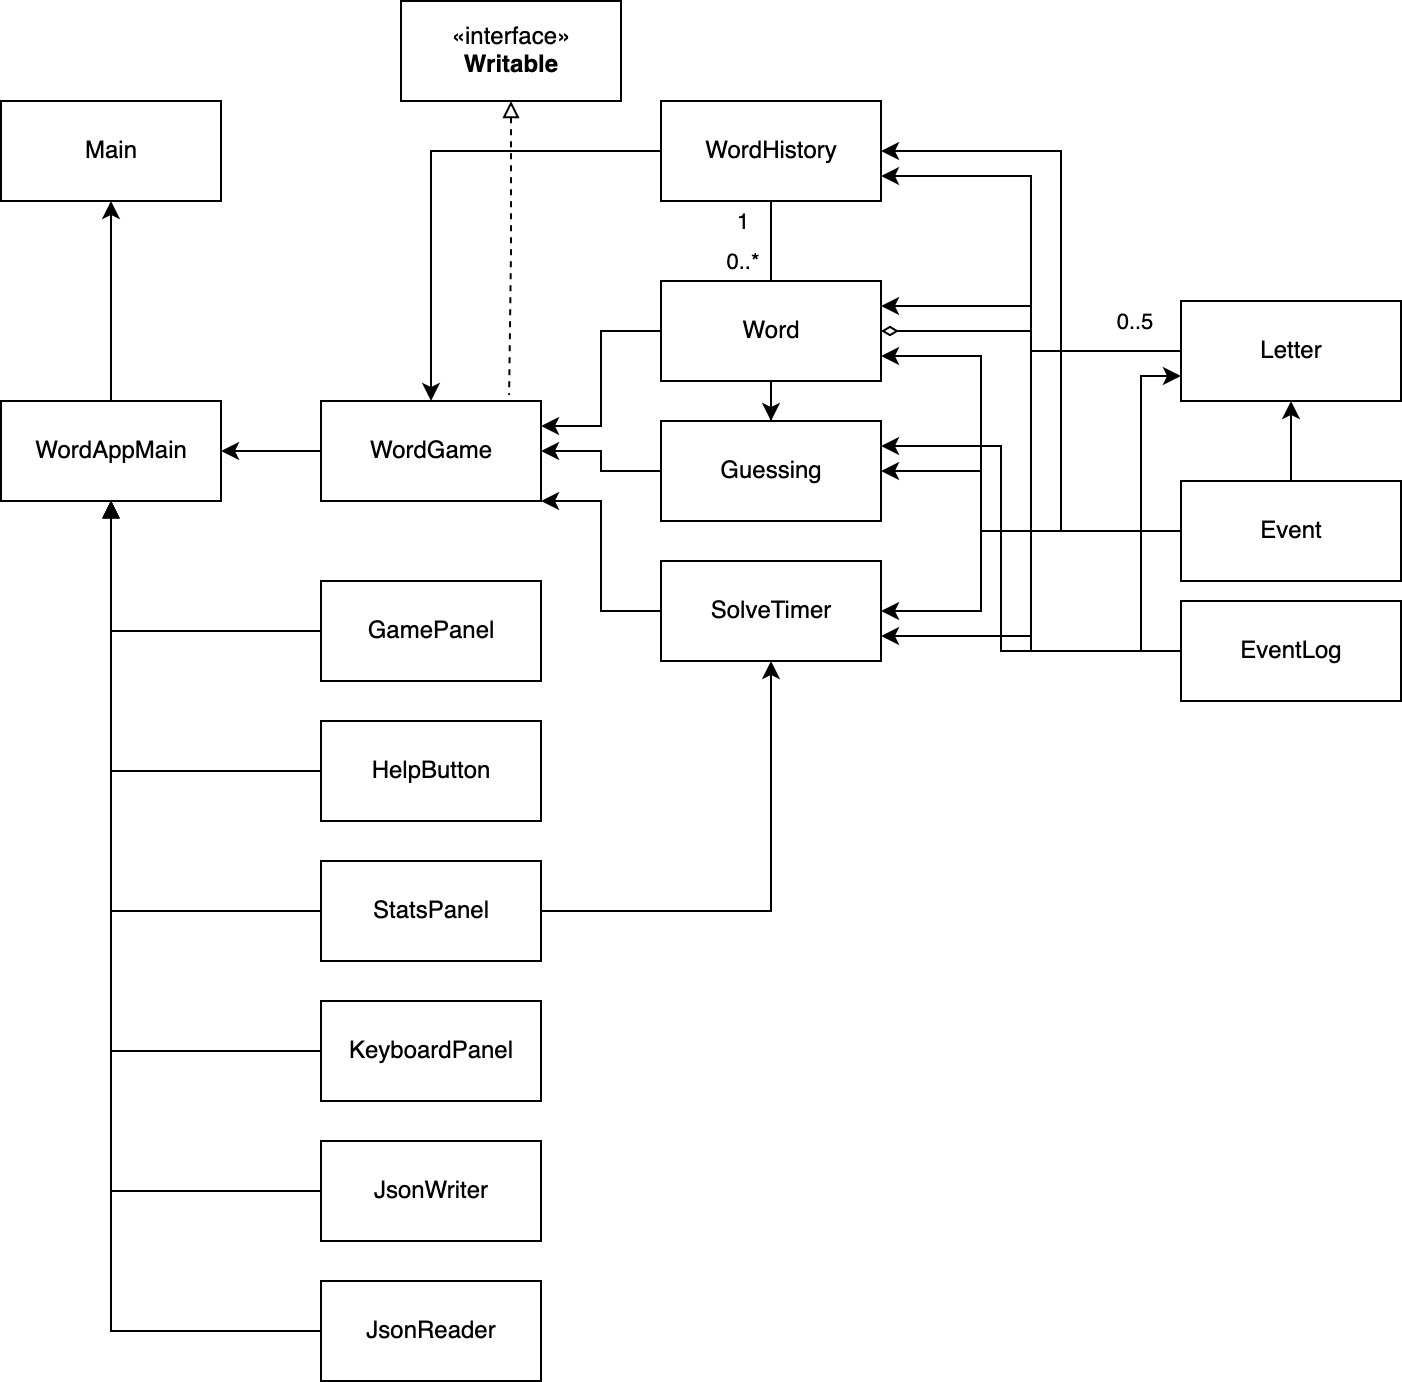 «interface»
Writable
Main
WordHistory
1
0..*
Word
0..5
Letter
WordAppMain
WordGame
Guessing
Event
GamePanel
SolveTimer
EventLog
HelpButton
StatsPanel
KeyboardPanel
JsonWriter
JsonReader